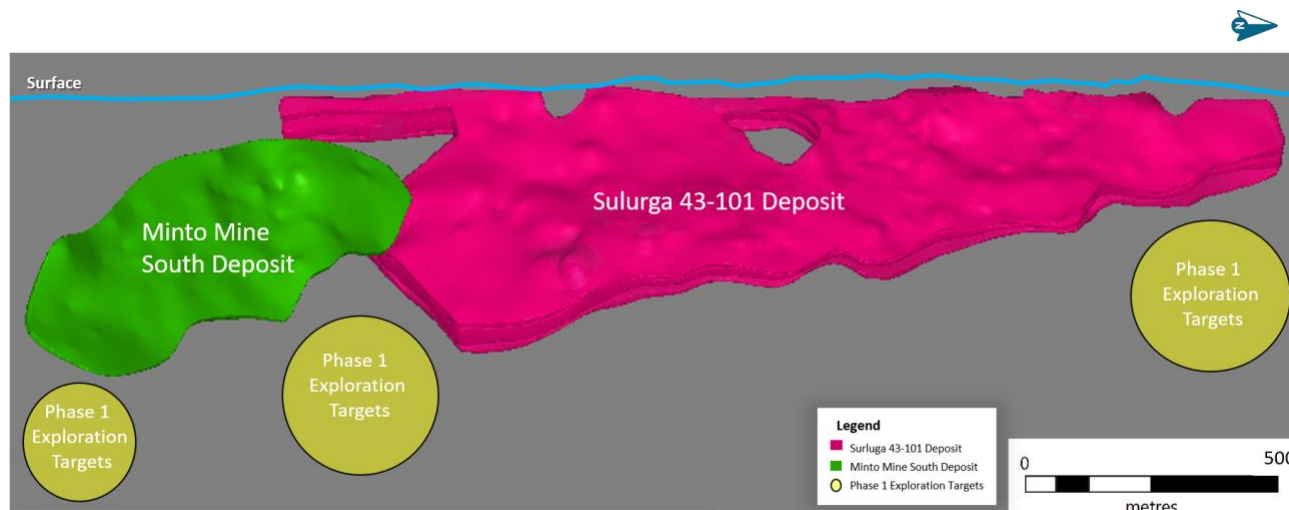 N
Surface
Sulurga 43-101 Deposit
Minto Mine
South Deposit
Phase 1
Exploration
Targets
Phase 1
Exploration
Targets
Phase 1
Exploration
Targets
Legend
Surluga 43-101 Deposit
Minto Mine South Deposit
Phase 1 Exploration Targets
0 500
metres